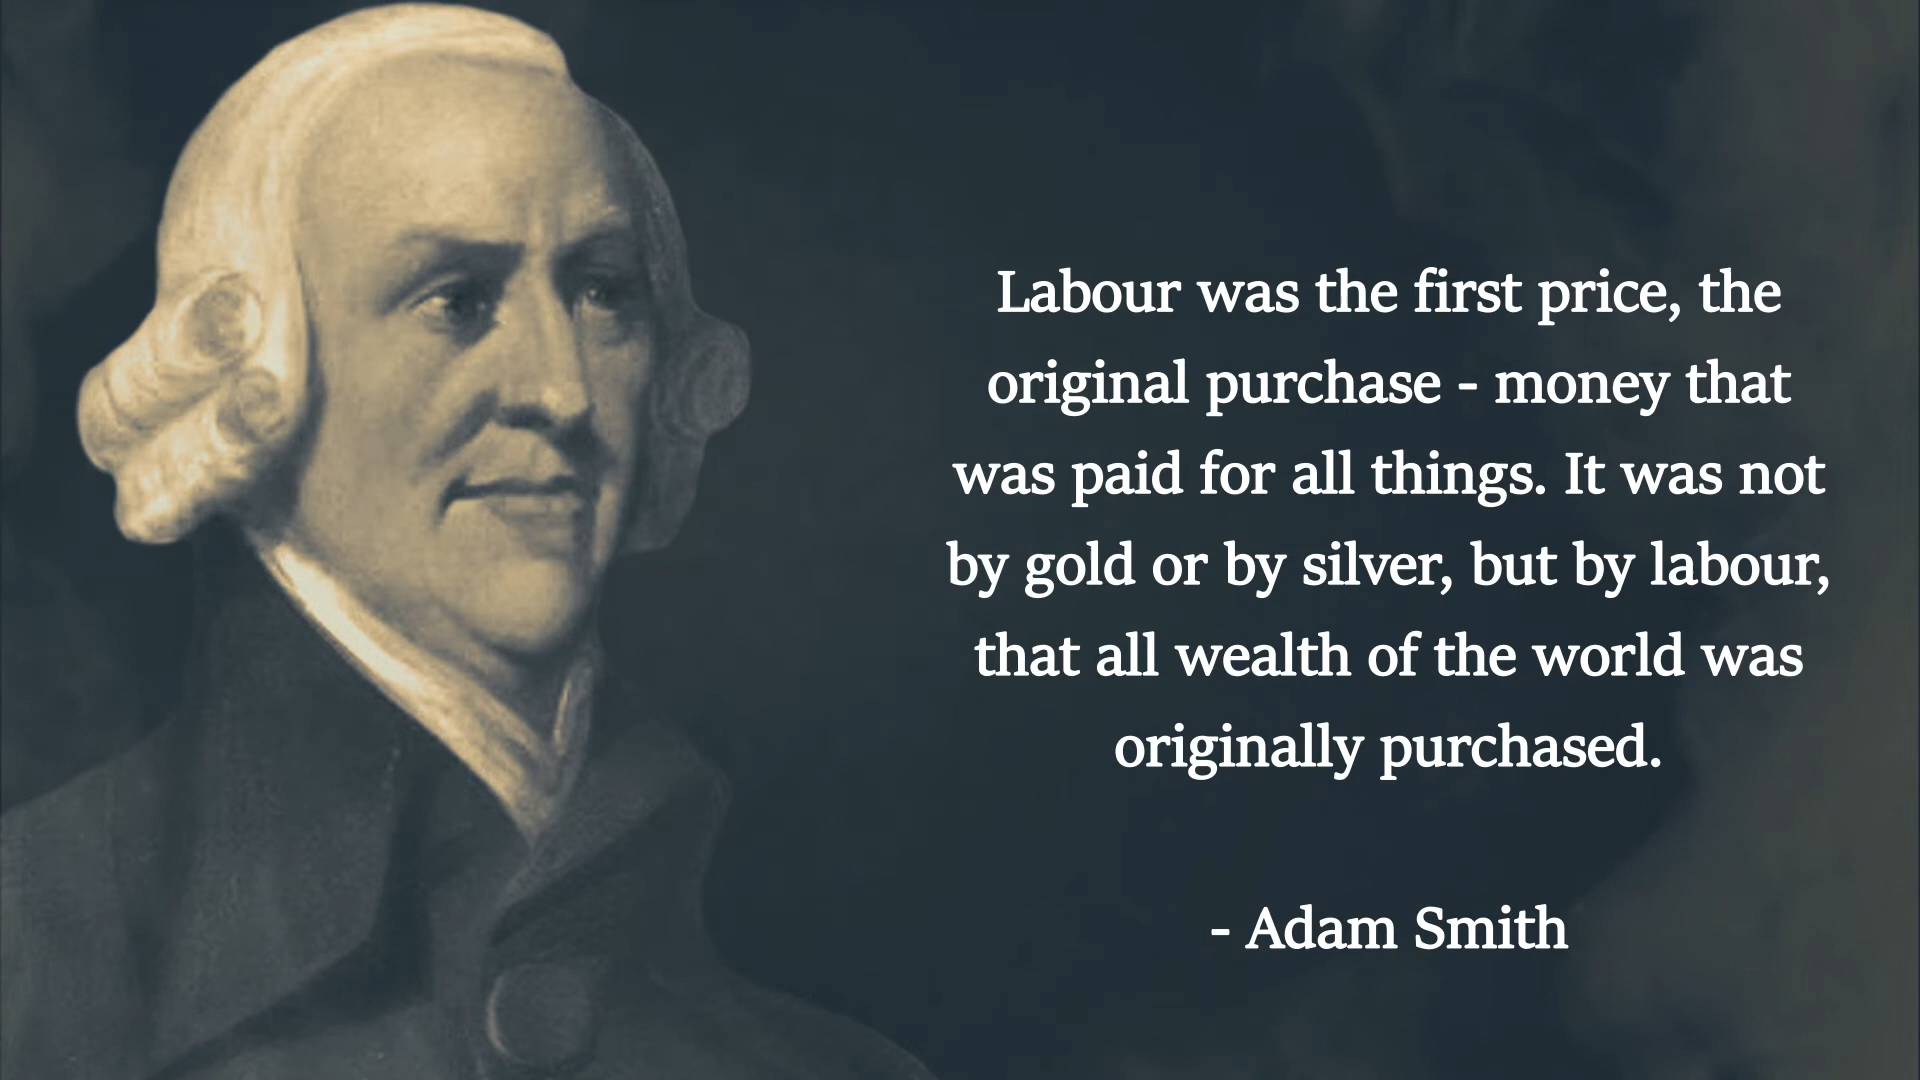 Labour was the first price, the
original purchase - money that
was paid for all things. It was not
by gold or by silver, but by labour,
that all wealth of the world was
originally purchased.
- Adam Smith